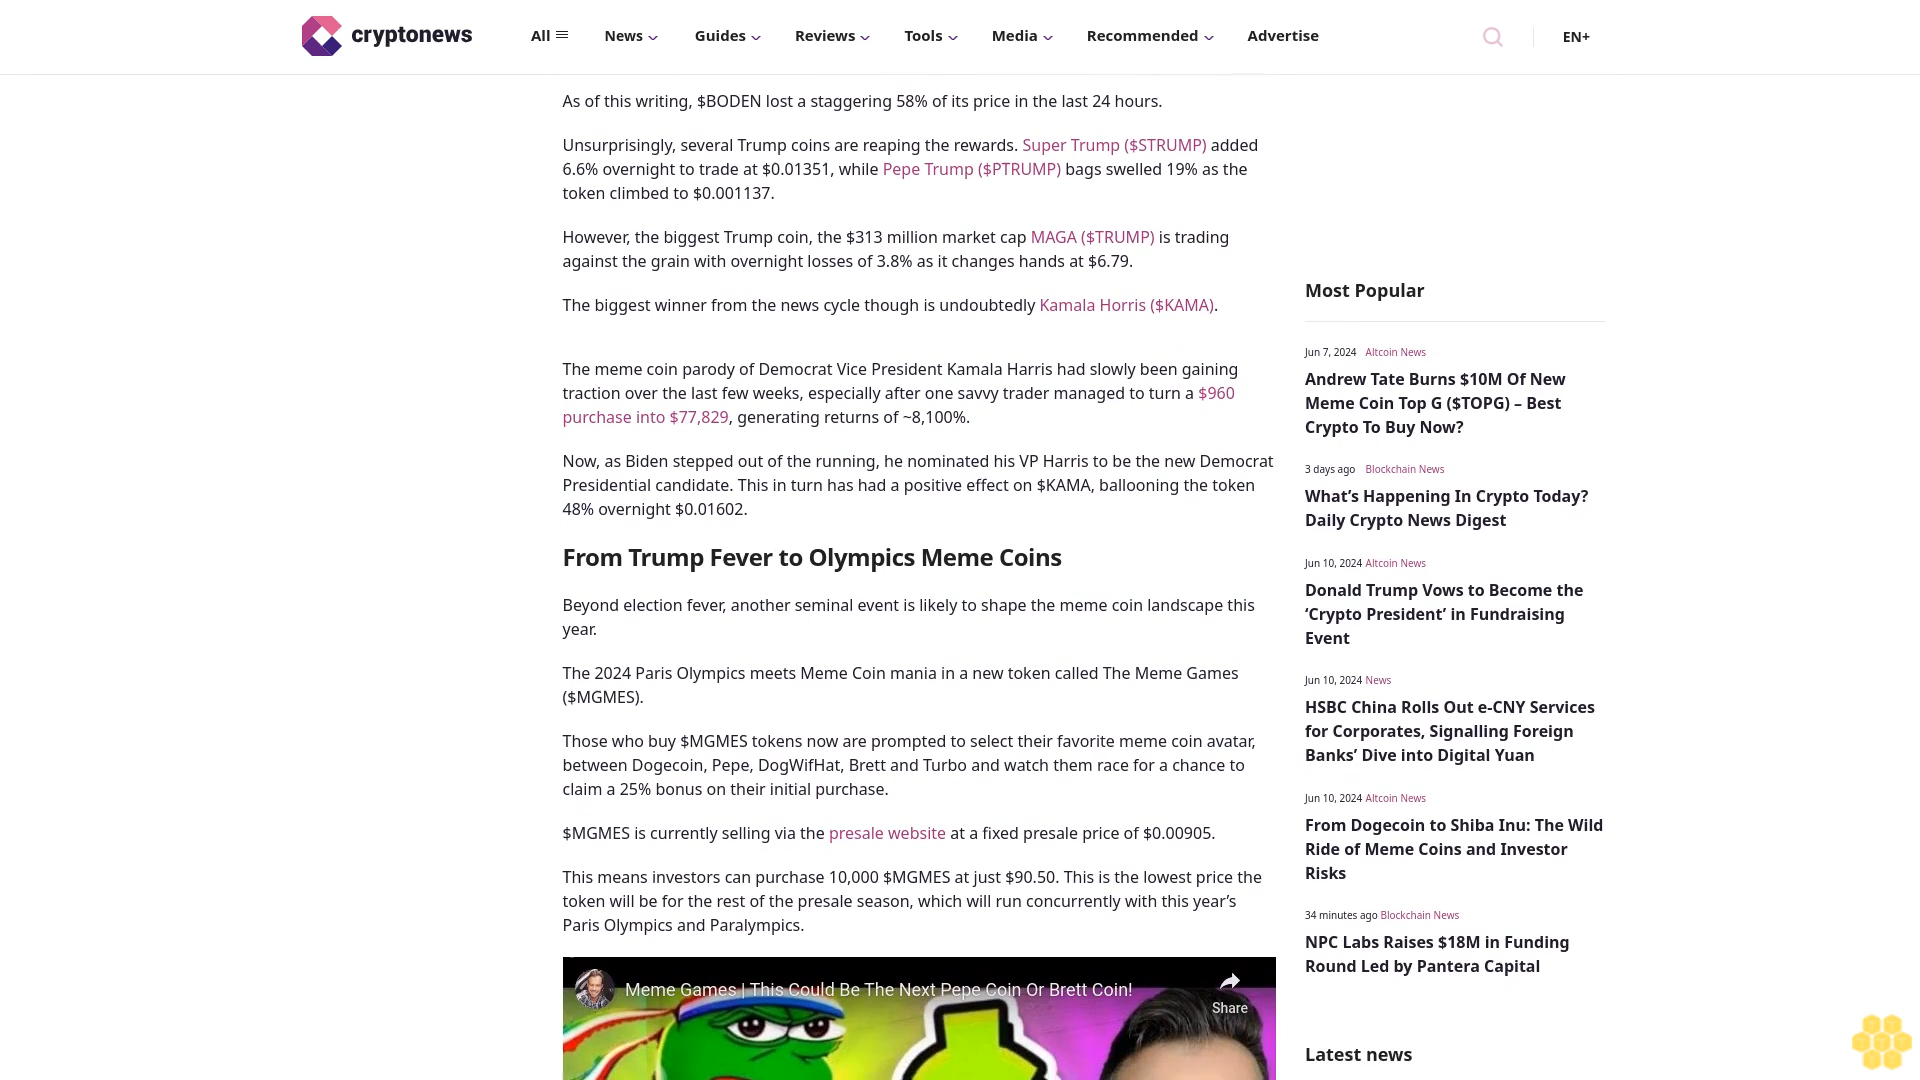 cryptonews
All
News
Guides
Reviews
Tools
Media
Recommended
Advertise
EN+
As of this writing, $BODEN lost a staggering 58% of its price in the last 24 hours.
Unsurprisingly, several Trump coins are reaping the rewards. Super Trump ($STRUMP) added
6.6% overnight to trade at $0.01351, while Pepe Trump ($PTRUMP) bags swelled 19% as the
token climbed to $0.001137.
However, the biggest Trump coin, the $313 million market cap MAGA ($TRUMP) is trading
against the grain with overnight losses of 3.8% as it changes hands at $6.79.
The biggest winner from the news cycle though is undoubtedly Kamala Horris ($KAMA).
The meme coin parody of Democrat Vice President Kamala Harris had slowly been gaining
traction over the last few weeks, especially after one savvy trader managed to turn a $960
purchase into $77,829, generating returns of ~8,100%.
Now, as Biden stepped out of the running, he nominated his VP Harris to be the new Democrat
Presidential candidate. This in turn has had a positive effect on $KAMA, ballooning the token
48% overnight $0.01602.
From Trump Fever to Olympics Meme Coins
Beyond election fever, another seminal event is likely to shape the meme coin landscape this
year.
The 2024 Paris Olympics meets Meme Coin mania in a new token called The Meme Games
($MGMES).
Those who buy $MGMES tokens now are prompted to select their favorite meme coin avatar,
between Dogecoin, Pepe, DogWifHat, Brett and Turbo and watch them race for a chance to
claim a 25% bonus on their initial purchase.
$MGMES is currently selling via the presale website at a fixed presale price of $0.00905.
This means investors can purchase 10,000 $MGMES at just $90.50. This is the lowest price the
token will be for the rest of the presale season, which will run concurrently with this year’s
Paris Olympics and Paralympics.
Meme Games | This Could Be The Next Pepe Coin Or Brett Coin!
Share
Most Popular
Jun 7, 2024 Altcoin News
Andrew Tate Burns $10M Of New
Meme Coin Top G ($TOPG) – Best
Crypto To Buy Now?
3 days ago Blockchain News
What’s Happening In Crypto Today?
Daily Crypto News Digest
Jun 10, 2024 Altcoin News
Donald Trump Vows to Become the
‘Crypto President’ in Fundraising
Event
Jun 10, 2024 News
HSBC China Rolls Out e-CNY Services
for Corporates, Signalling Foreign
Banks’ Dive into Digital Yuan
Jun 10, 2024 Altcoin News
From Dogecoin to Shiba Inu: The Wild
Ride of Meme Coins and Investor
Risks
34 minutes ago Blockchain News
NPC Labs Raises $18M in Funding
Round Led by Pantera Capital
Latest news